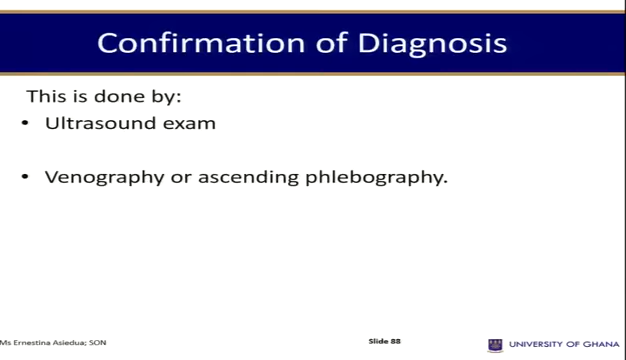 Confirmation of Diagnosis
This is done by:
• Ultrasound exam
• Venography or ascending phlebography.
Ms Ernestina Asiedua; SON
Slide 88
UNIVERSITY OF GHANA